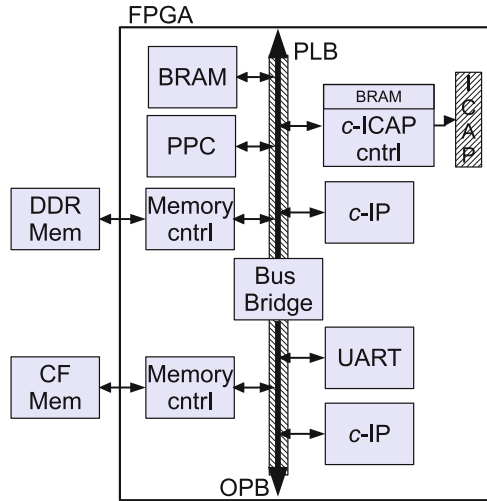 FPGA
PLB
BRAM
BRAM
c-ICAP
cntrl
ICAP
PPC
DDR
Mem
Memory
cntrl
c-IP
Bus
Bridge
UART
CF
Mem
Memory
cntrl
c-IP
OPB